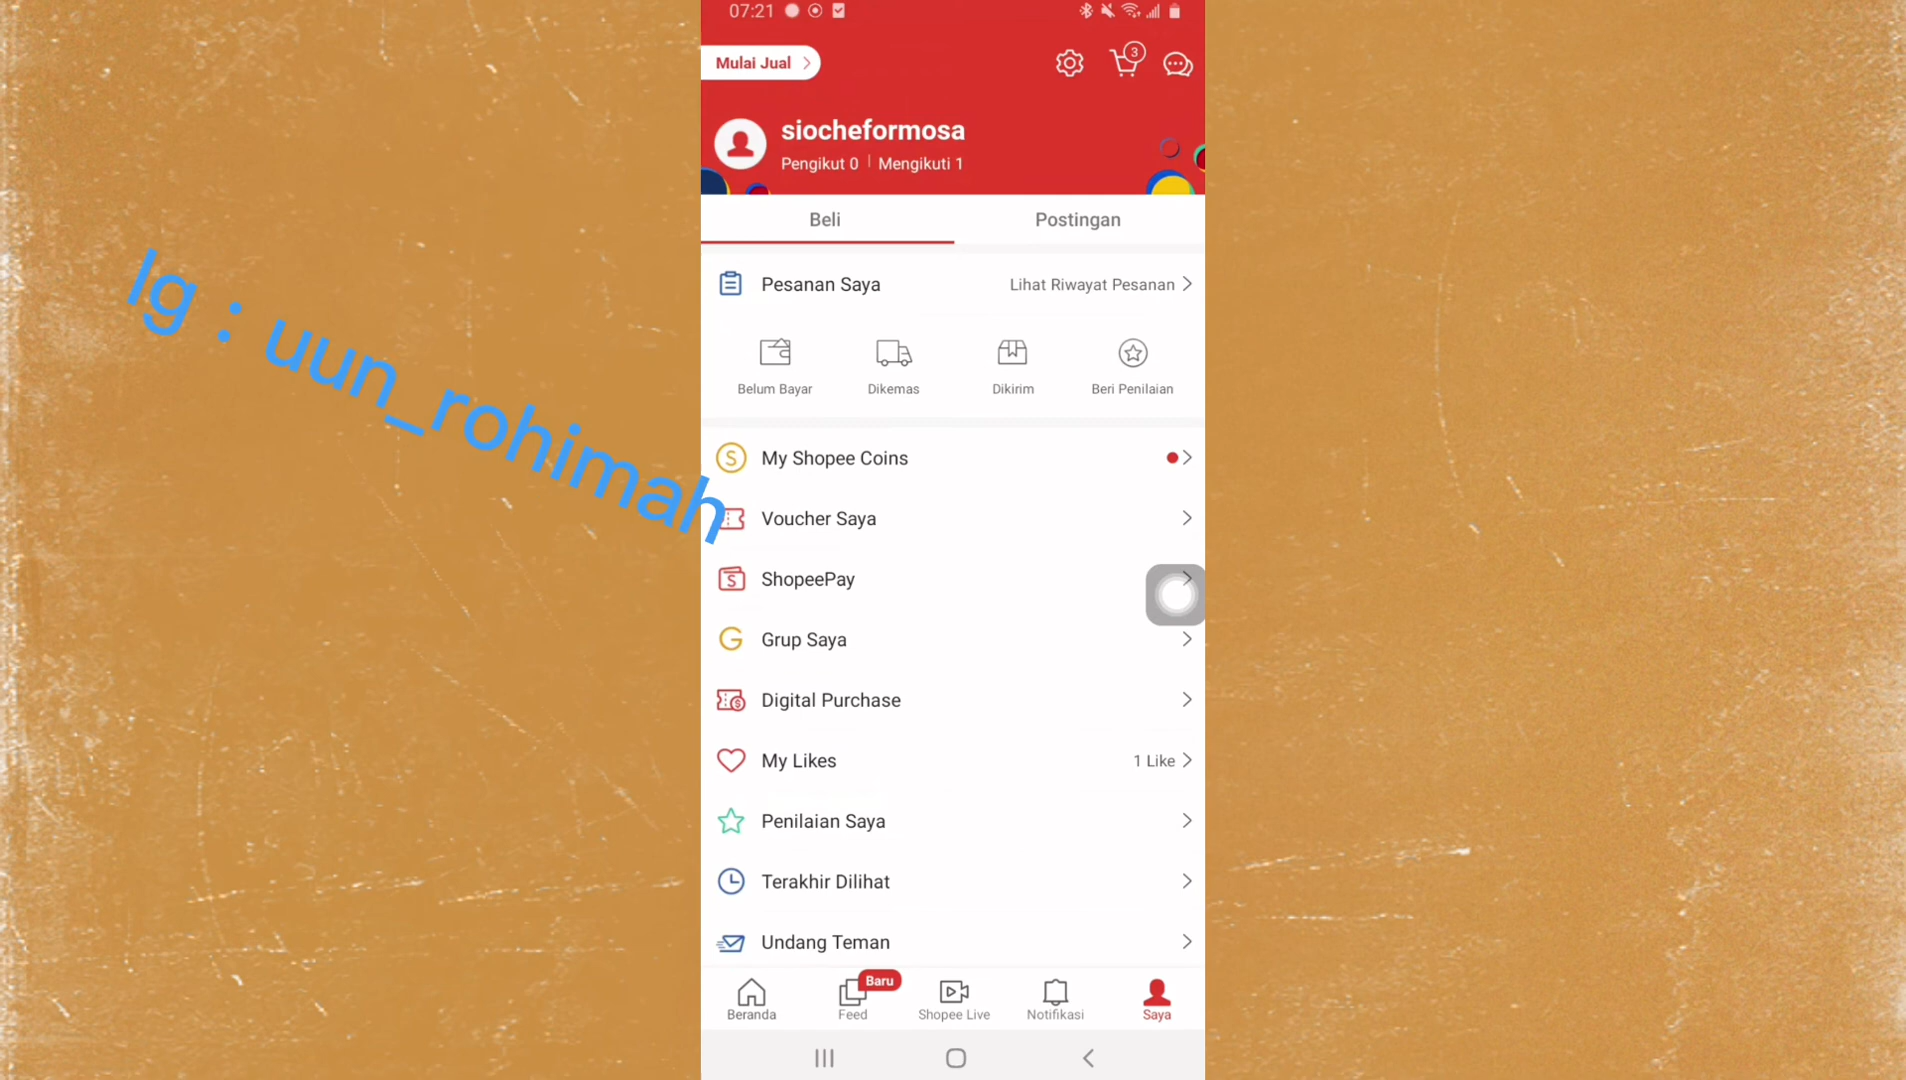 07:21
Mulai Jual
3
siocheformosa
Pengikut 0 | Mengikuti 1
Beli Postingan
Pesanan Saya Lihat Riwayat Pesanan
Belum Bayar Dikemas Dikirim Beri Penilaian
My Shopee Coins
Voucher Saya
ShopeePay
Grup Saya
Digital Purchase
My Likes 1 Like
Penilaian Saya
Terakhir Dilihat
Undang Teman
Baru
Beranda Feed Shopee Live Notifikasi Saya
Ig : uun_rohimah